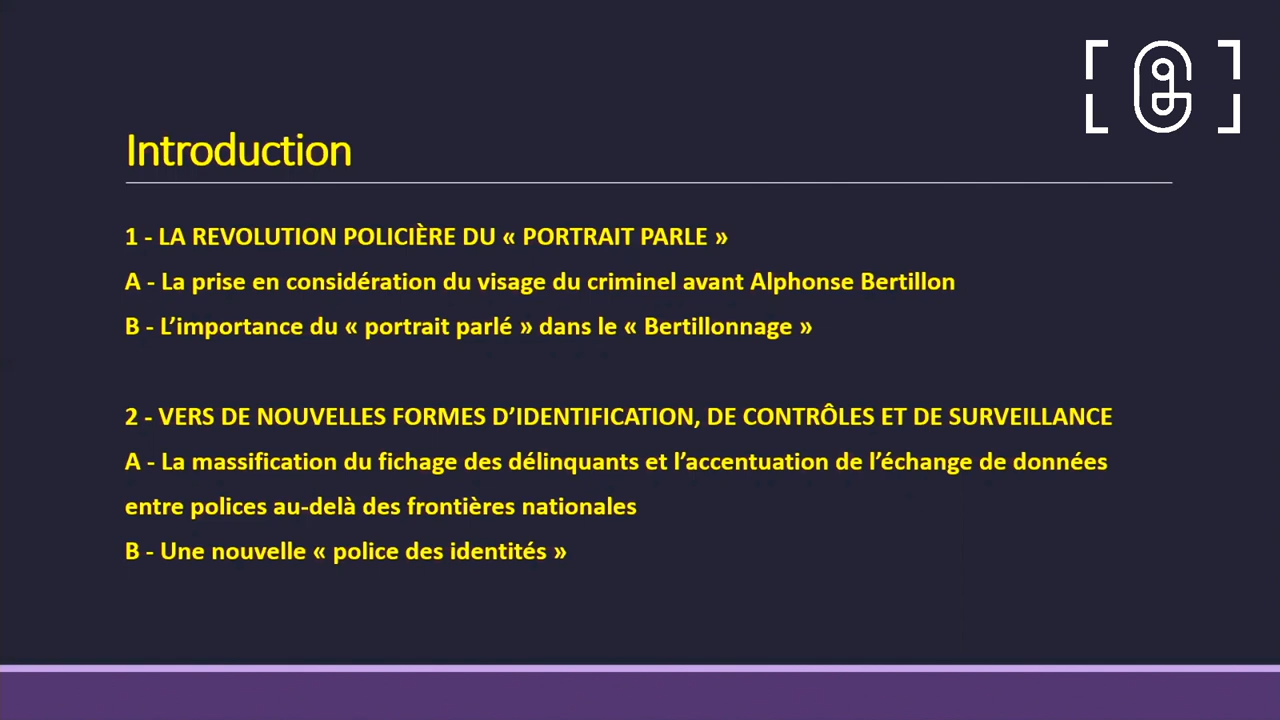 Introduction
1 - LA REVOLUTION POLICIÈRE DU « PORTRAIT PARLE »
A - La prise en considération du visage du criminel avant Alphonse Bertillon
B - L’importance du « portrait parlé » dans le « Bertillonnage »
2 - VERS DE NOUVELLES FORMES D’IDENTIFICATION, DE CONTRÔLES ET DE SURVEILLANCE
A - La massification du fichage des délinquants et l’accentuation de l’échange de données
entre polices au-delà des frontières nationales
B - Une nouvelle « police des identités »